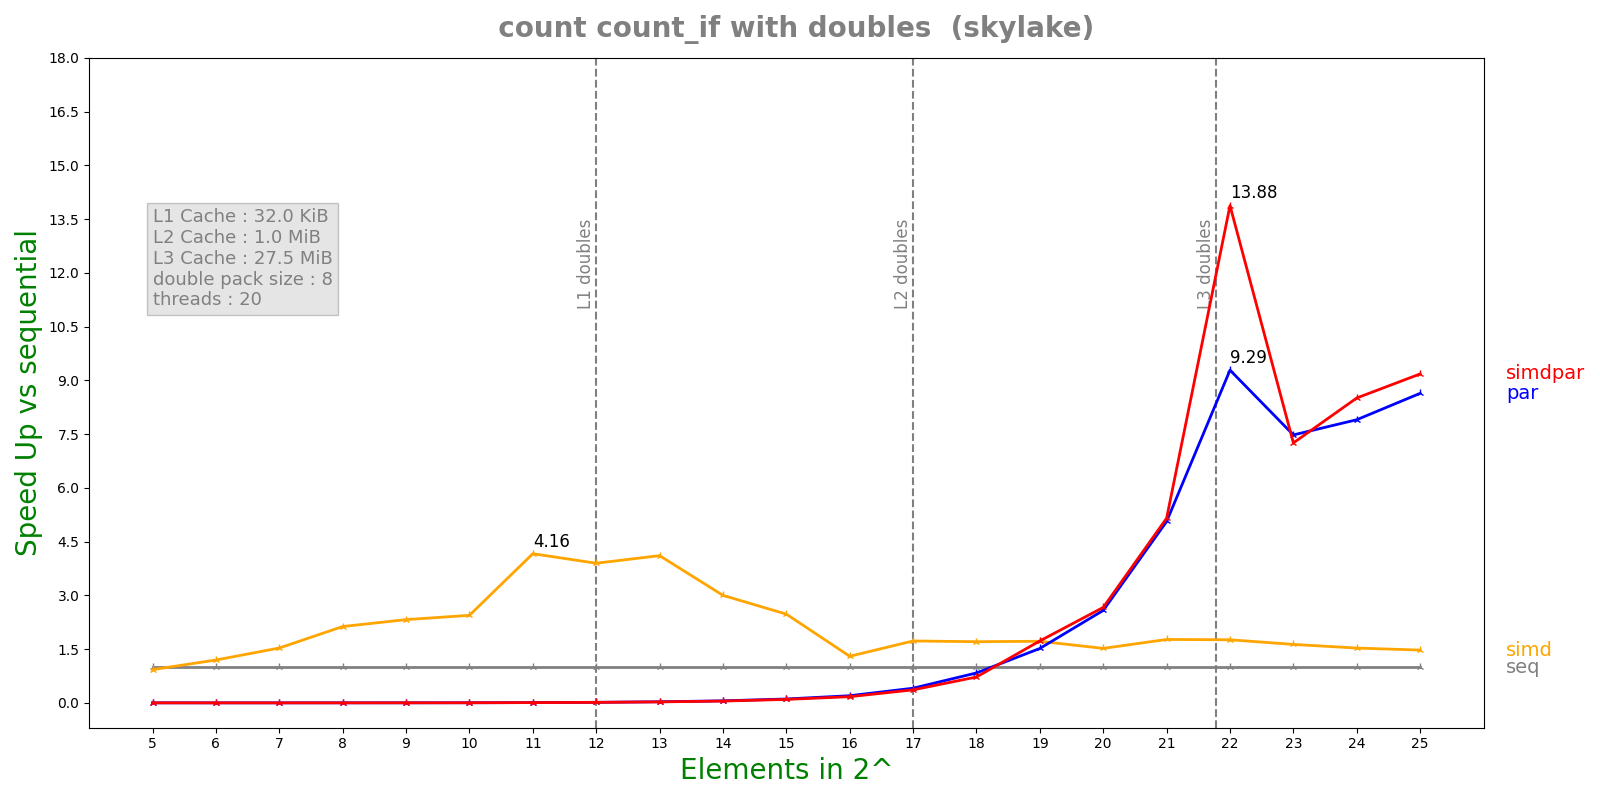 count count_if with doubles (skylake)
Speed Up vs sequential
18.0
16.5
15.0
13.5
12.0
10.5
9.0
7.5
6.0
4.5
3.0
1.5
0.0
L1 Cache : 32.0 KiB
L2 Cache : 1.0 MiB
L3 Cache : 27.5 MiB
double pack size : 8
threads : 20
L1 doubles
L2 doubles
L3 doubles
4.16
13.88
9.29
simdpar
par
simd
seq
5 6 7 8 9 10 11 12 13 14 15 16 17 18 19 20 21 22 23 24 25
Elements in 2^